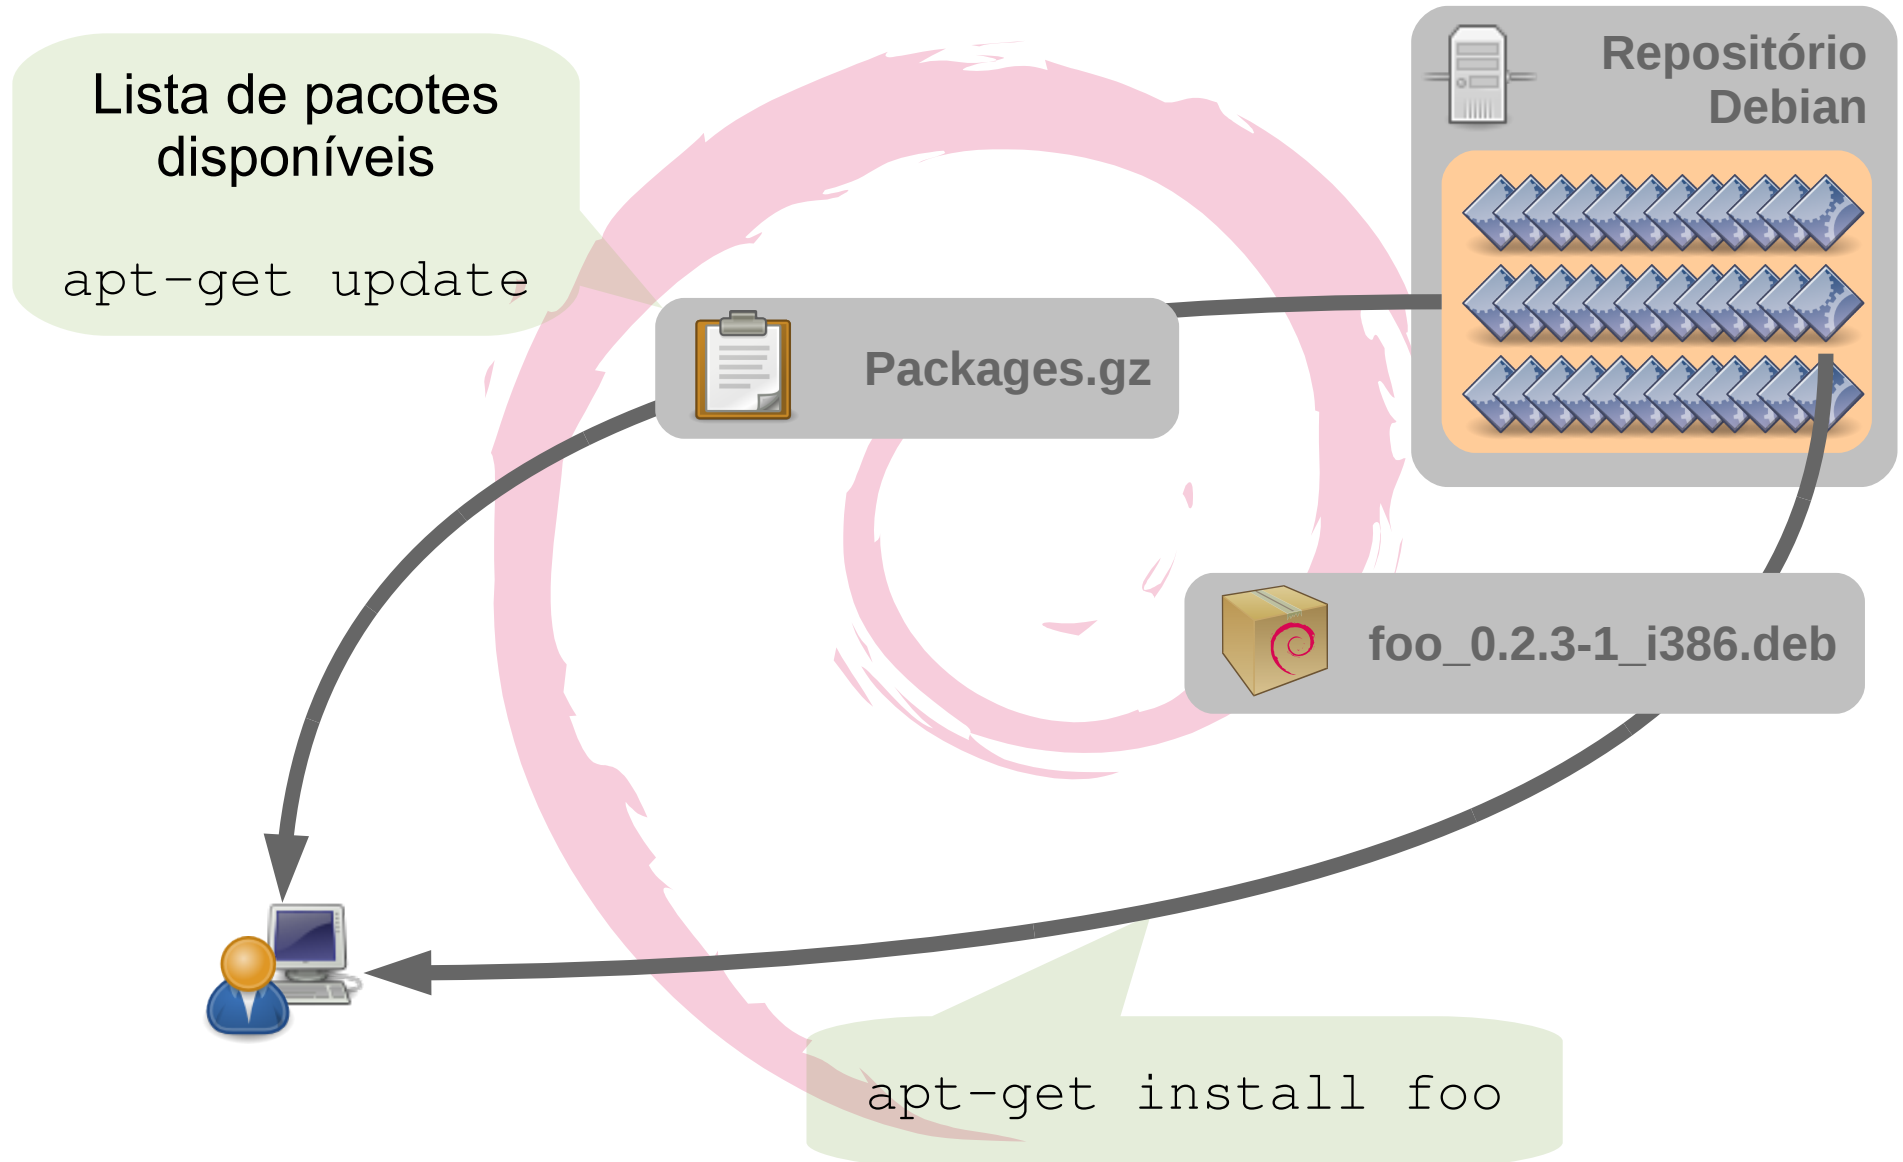 Lista de pacotes
disponíveis
apt-get update
Repositório
Debian
Packages.gz
foo_0.2.3-1_i386.deb
apt-get install foo